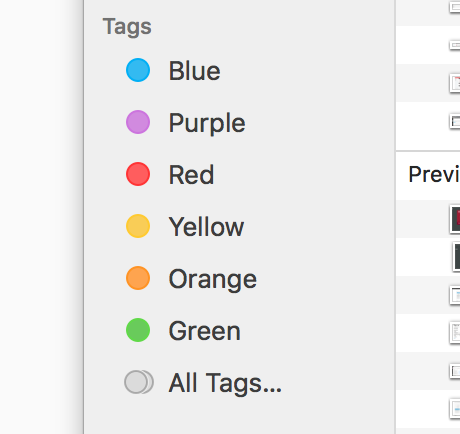 Tags
Blue
Purple
Red
Yellow
Orange
Green
All Tags...
Previ